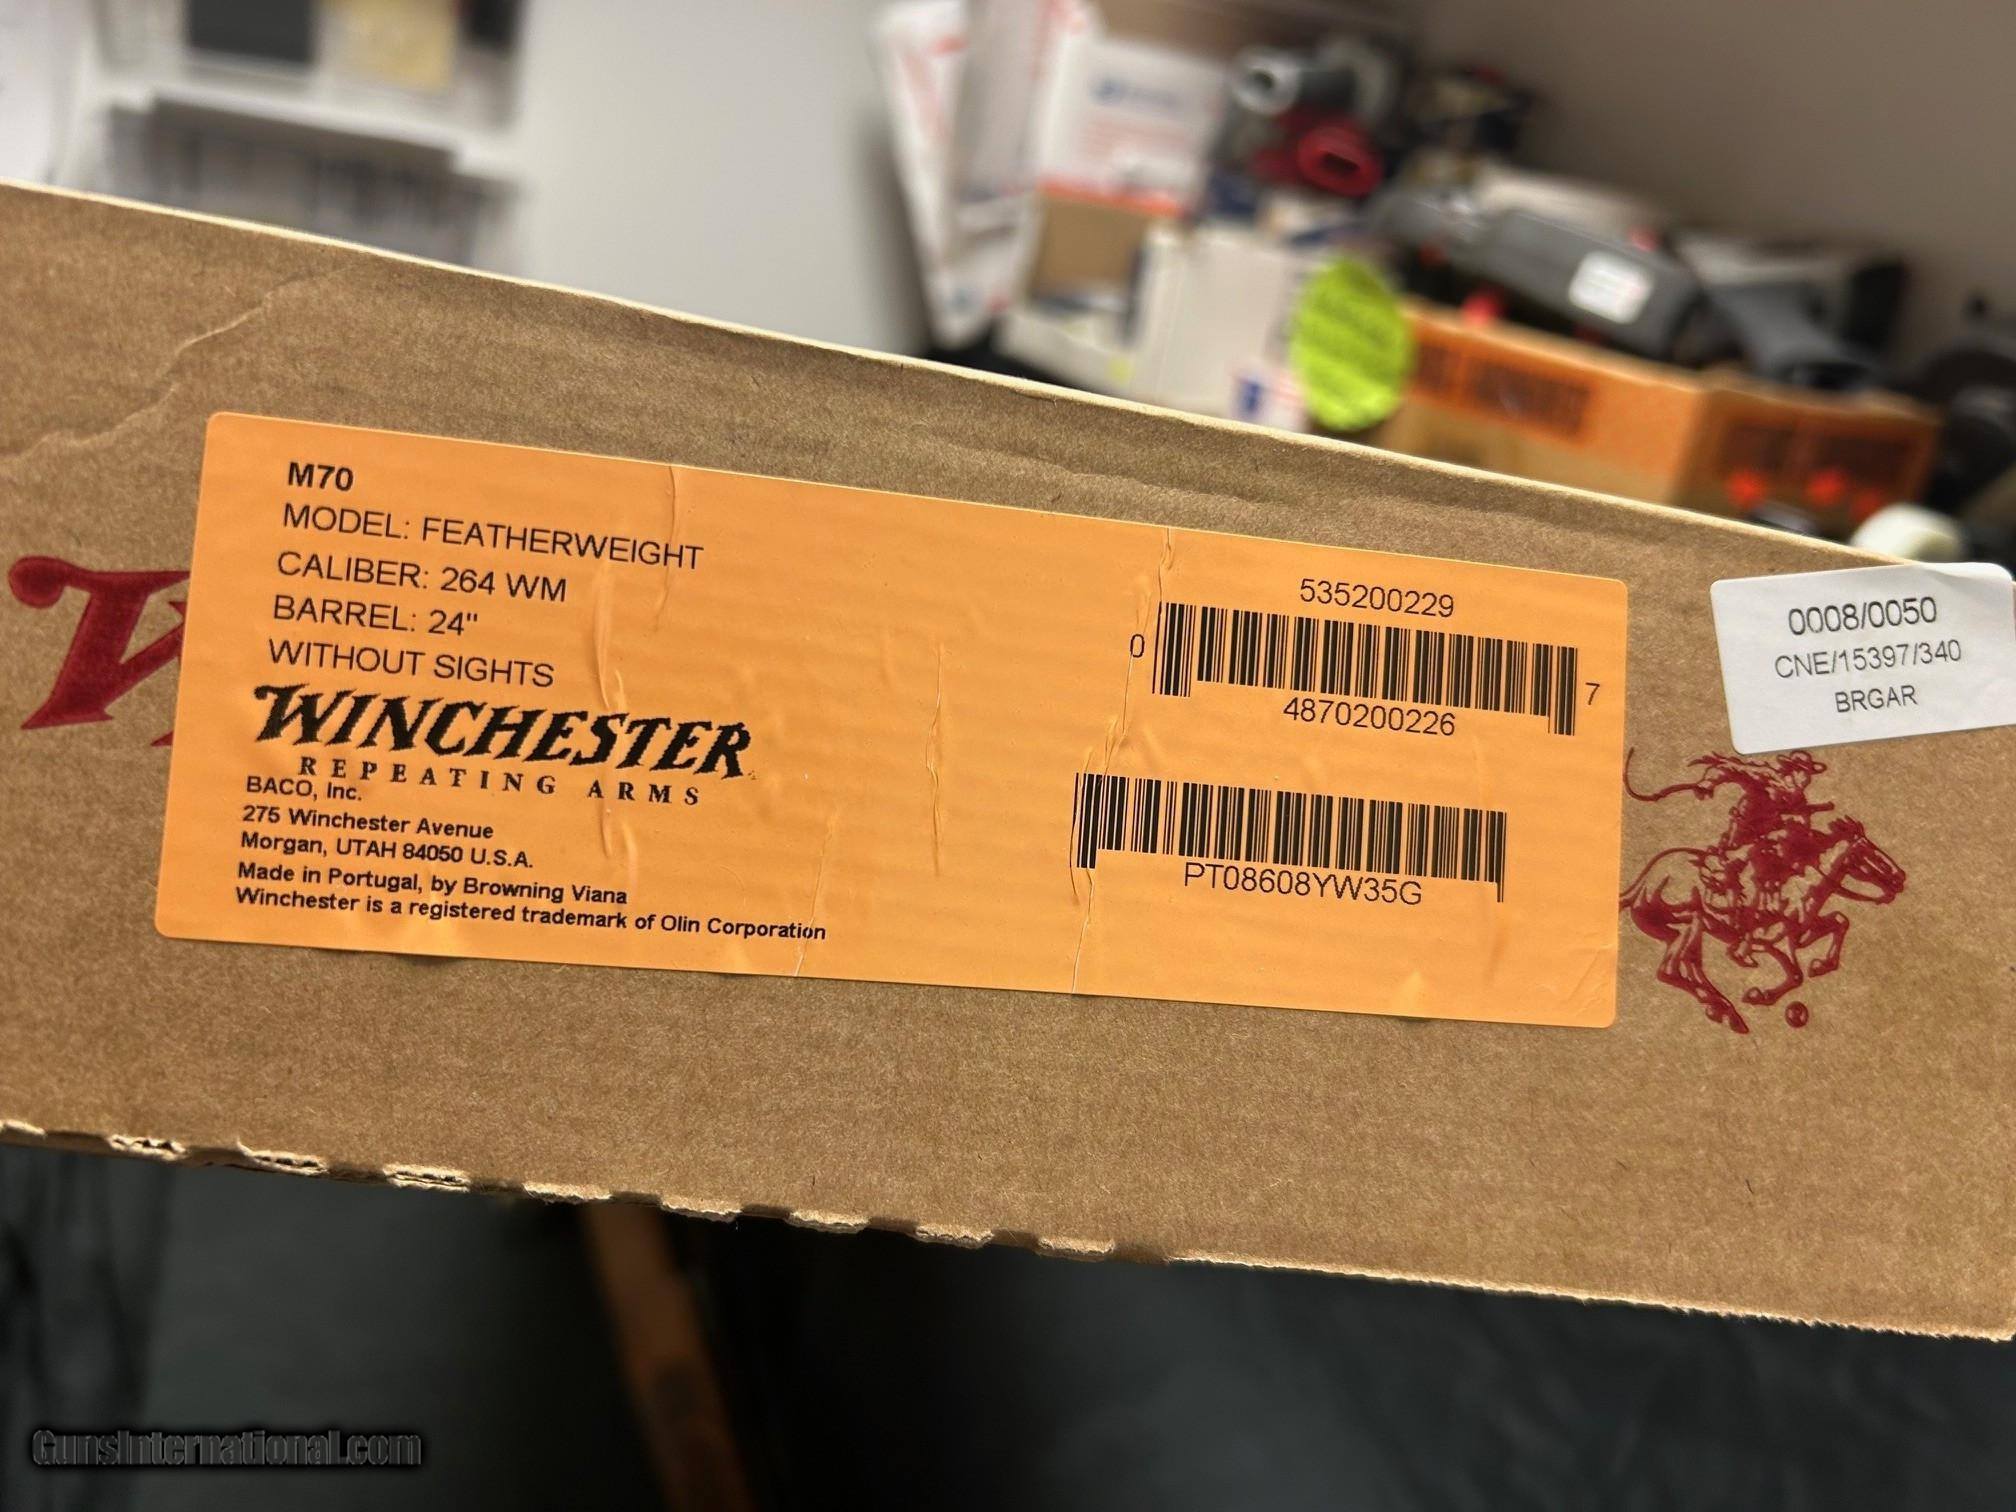 M70
MODEL: FEATHERWEIGHT
CALIBER: 264 WM
BARREL: 24"
WITHOUT SIGHTS
WINCHESTER
REPEATING ARMS
BACO, Inc.
275 Winchester Avenue
Morgan, UTAH 84050 U.S.A.
Made in Portugal, by Browning Viana
Winchester is a registered trademark of Olin Corporation
535200229
0 4870200226 7
PT08608YW35G
0008/0050
CNE/15397/340
BRGAR
W
®
GunsInternational.com